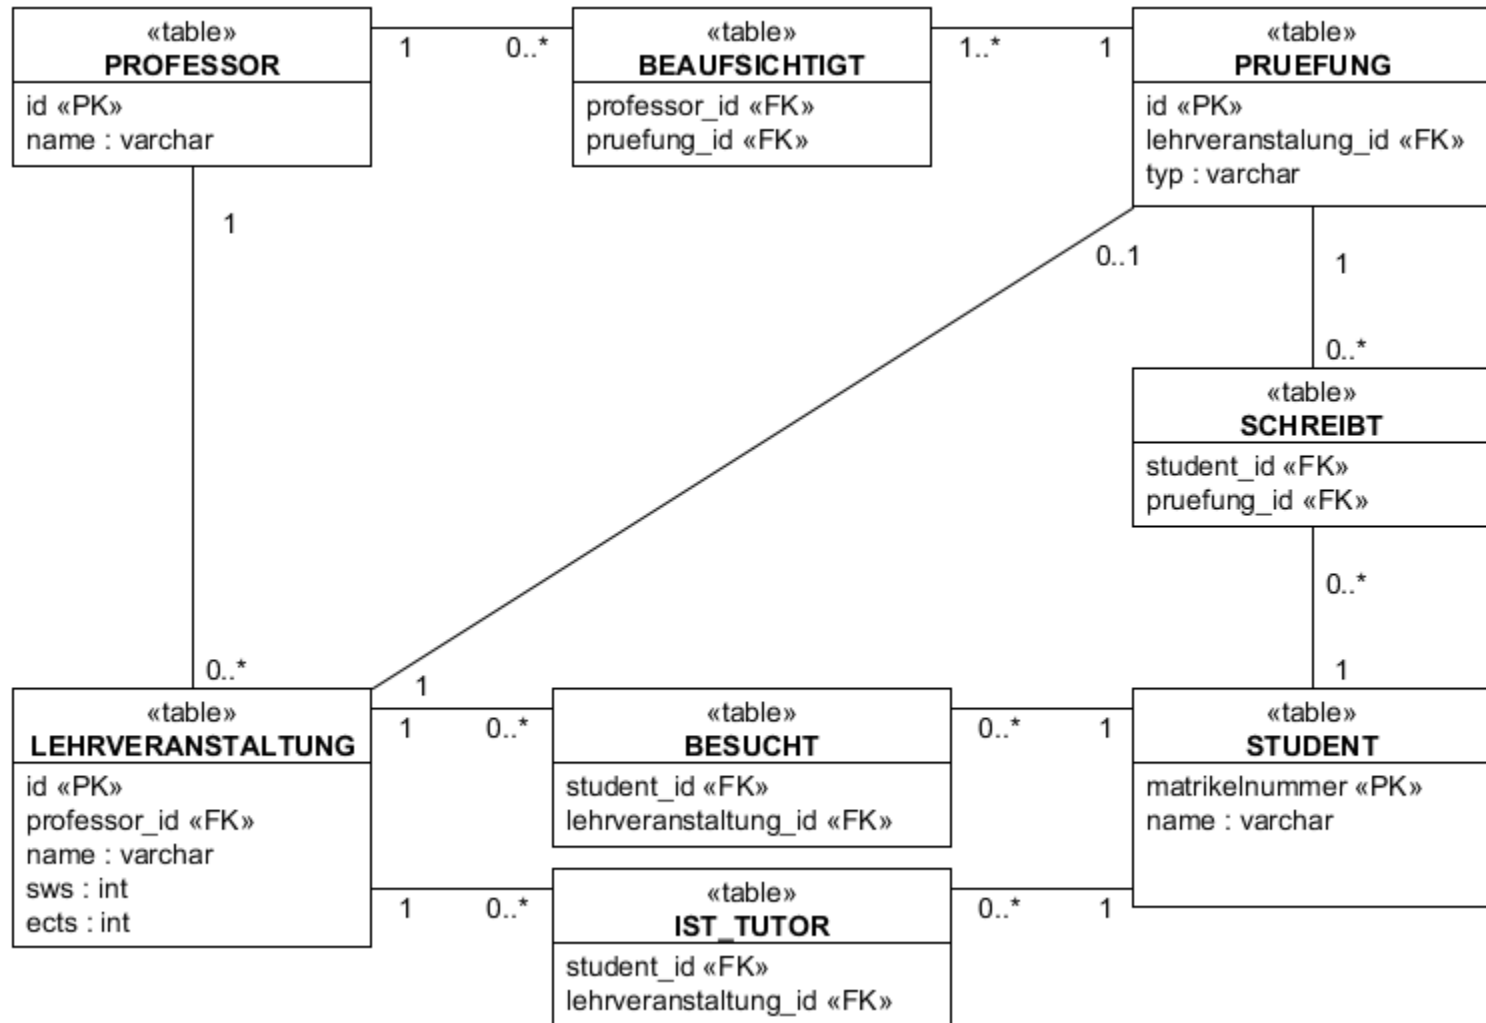 «table»
PROFESSOR
id «PK»
name : varchar
1
0..*
«table»
BEAUFSICHTIGT
professor_id «FK»
pruefung_id «FK»
1..*
1
«table»
PRUEFUNG
id «PK»
lehrveranstalung_id «FK»
typ : varchar
1
0..1
1
0..*
«table»
SCHREIBT
student_id «FK»
pruefung_id «FK»
0..*
1
0..*
1
«table»
LEHRVERANSTALTUNG
id «PK»
professor_id «FK»
name : varchar
sws : int
ects : int
1
0..*
«table»
BESUCHT
student_id «FK»
lehrveranstaltung_id «FK»
0..*
1
«table»
STUDENT
matrikelnummer «PK»
name : varchar
1
0..*
«table»
IST_TUTOR
student_id «FK»
lehrveranstaltung_id «FK»
0..*
1